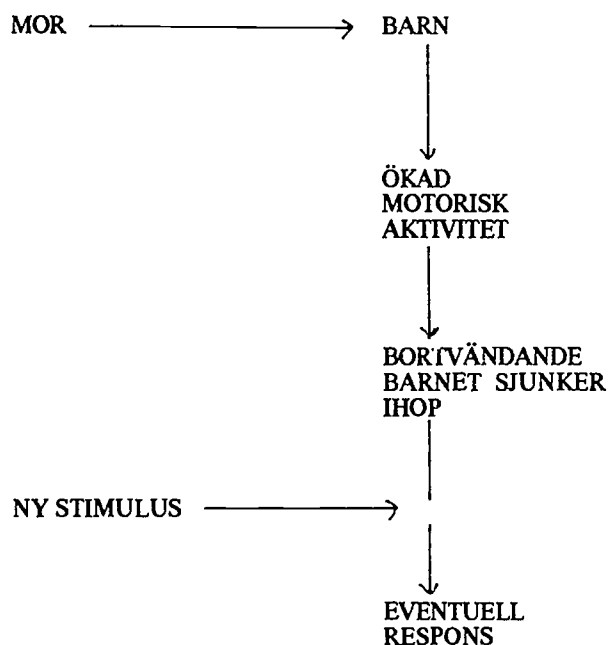 MOR
BARN
ÖKAD
MOTORISK
AKTIVITET
BORTVÄNDANDE
BARNET SJUNKER
IHOP
NY STIMULUS
EVENTUELL
RESPONS